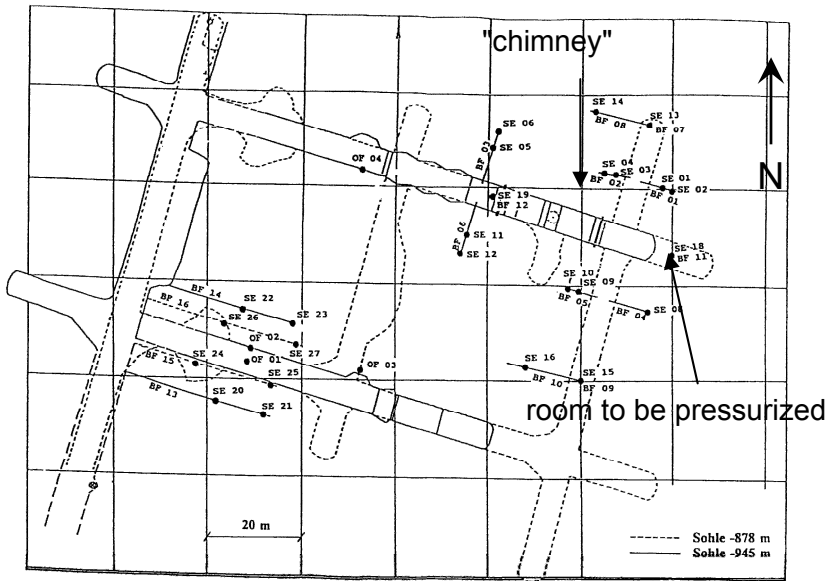 "chimney"
SE 14
BF 08
SE 13
BF 07
SE 06
SE 05
BF 03
OF 04
SE 04
SE 03
BF 02
SE 01
SE 02
BF 01
N
SE 19
BF 12
SE 11
BF 06
SE 12
SE 18
BF 11
SE 10
SE 09
BF 05
BF 04
SE 08
BF 14
SE 22
BF 16
SE 26
SE 23
OF 02
SE 27
BF 15
SE 24
OF 01
OF 03
SE 25
BF 13
SE 20
SE 21
SE 16
BF 10
SE 15
BF 09
room to be pressurized
20 m
Sohle -878 m
Sohle -945 m